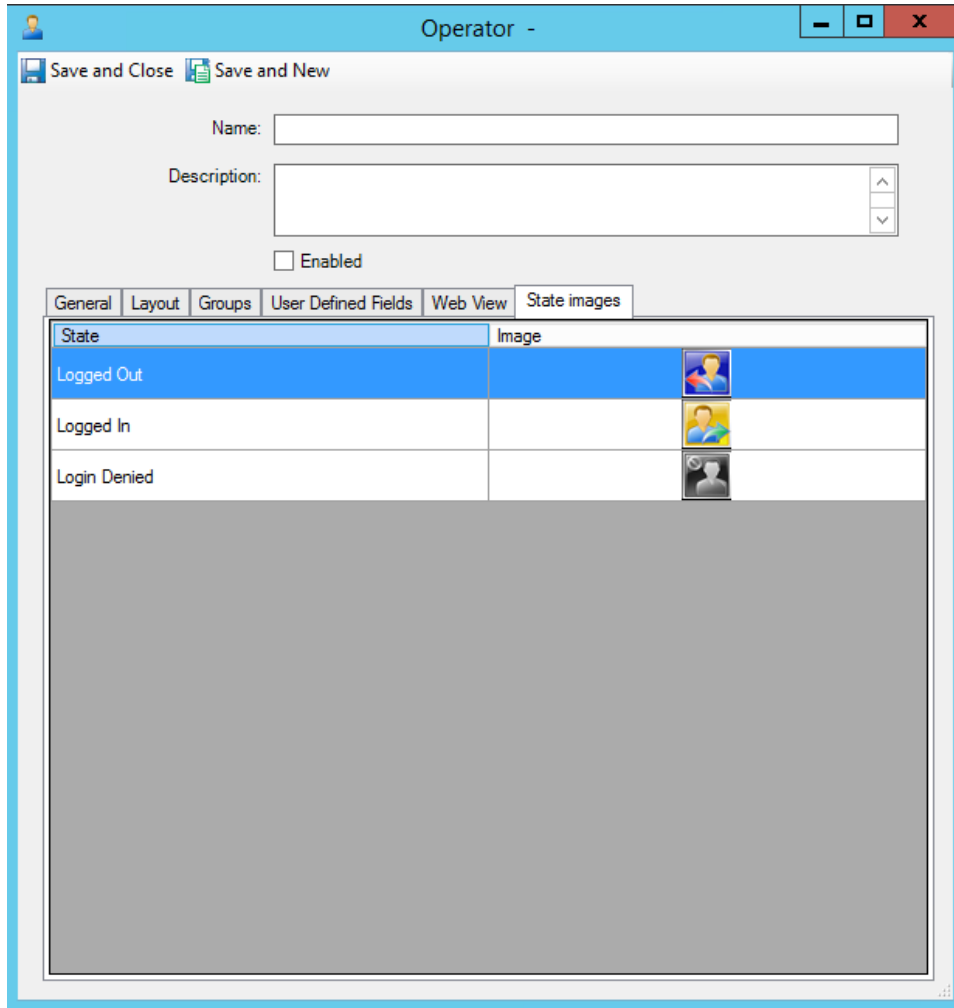 Operator -
Save and Close Save and New
Name:
Description:
Enabled
General Layout Groups User Defined Fields Web View State images
State Image
Logged Out
Logged In
Login Denied